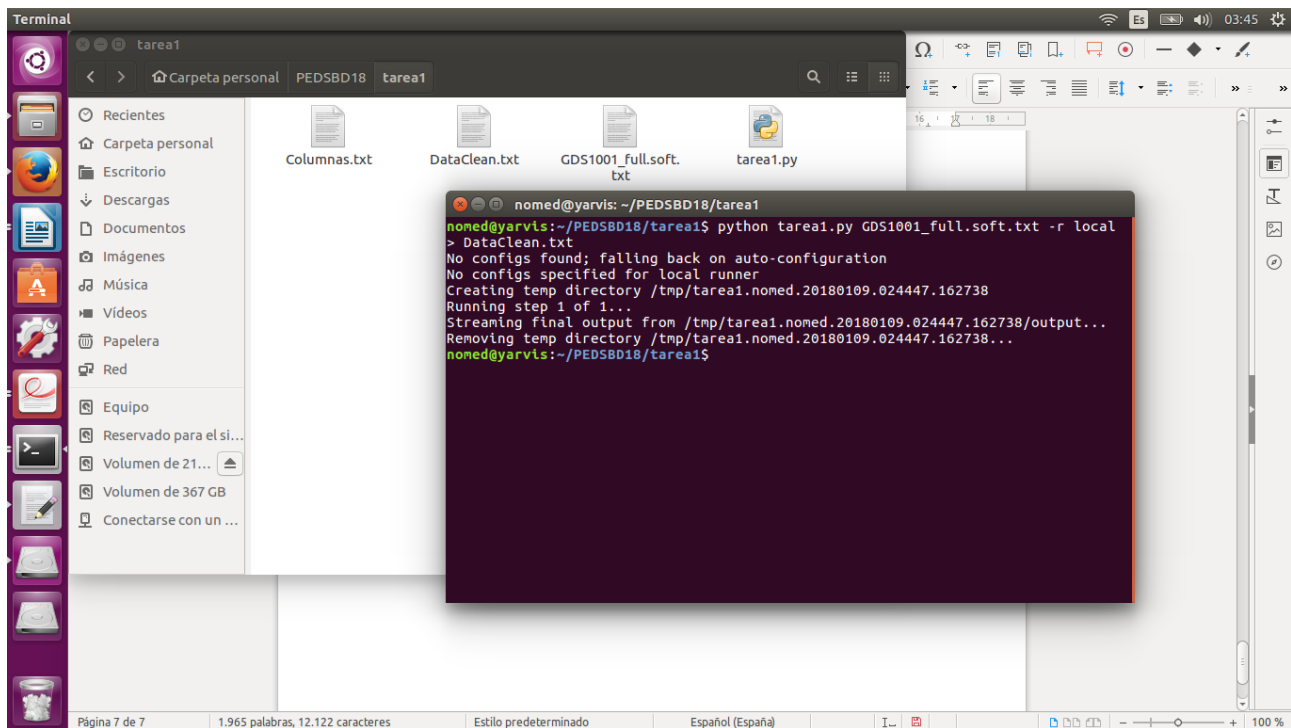 Terminal
Es
03:45
tarea1
Carpeta personal PEDSBD18 tarea1
Recientes
Carpeta personal
Escritorio
Descargas
Documentos
Imágenes
Música
Vídeos
Papelera
Red
Equipo
Reservado para el si...
Volumen de 21...
Volumen de 367 GB
Conectarse con un ...
Columnas.txt
DataClean.txt
GDS1001_full.soft.
txt
tarea1.py
16 17 18
nomed@yarvis: ~/PEDSBD18/tarea1
nomed@yarvis:~/PEDSBD18/tarea1$ python tarea1.py GDS1001_full.soft.txt -r local
> DataClean.txt
No configs found; falling back on auto-configuration
No configs specified for local runner
Creating temp directory /tmp/tarea1.nomed.20180109.024447.162738
Running step 1 of 1...
Streaming final output from /tmp/tarea1.nomed.20180109.024447.162738/output...
Removing temp directory /tmp/tarea1.nomed.20180109.024447.162738...
nomed@yarvis:~/PEDSBD18/tarea1$
Página 7 de 7 1.965 palabras, 12.122 caracteres Estilo predeterminado Español (España) 100 %